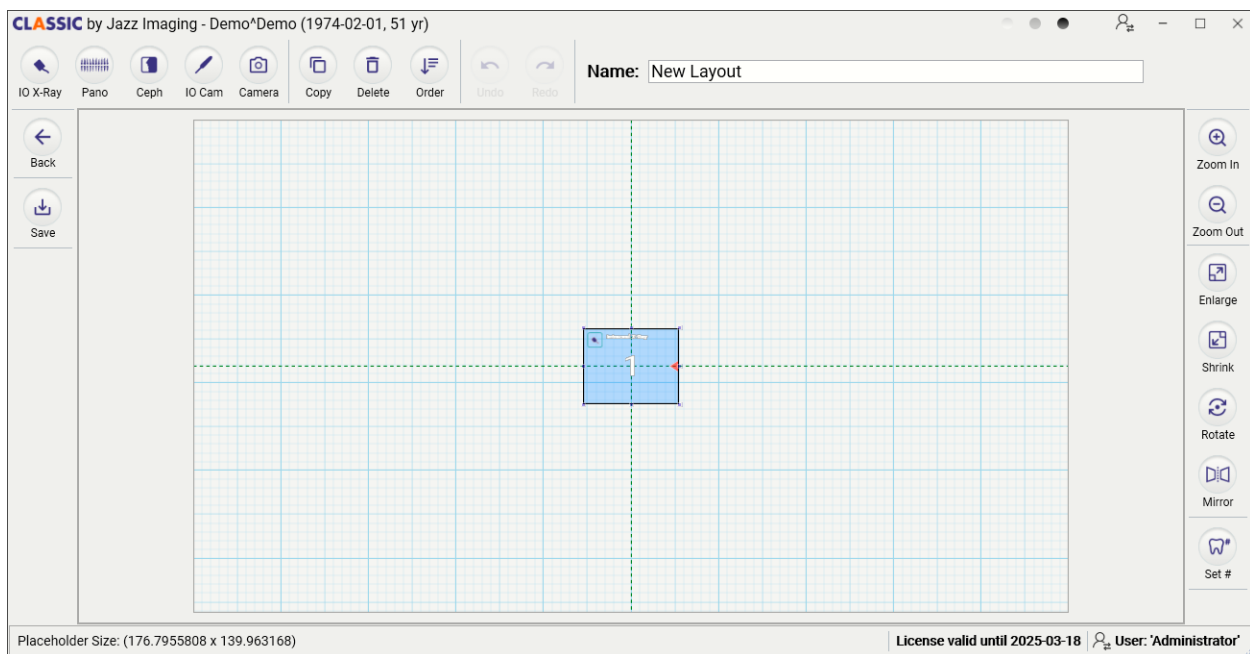 CLASSIC by Jazz Imaging - Demo^Demo (1974-02-01, 51 yr)
IO X-Ray
Pano
Ceph
IO Cam
Camera
Copy
Delete
Order
Undo
Redo
Name: New Layout
Back
Save
1
Zoom In
Zoom Out
Enlarge
Shrink
Rotate
Mirror
Set #
Placeholder Size: (176.7955808 x 139.963168)
License valid until 2025-03-18
User: 'Administrator'